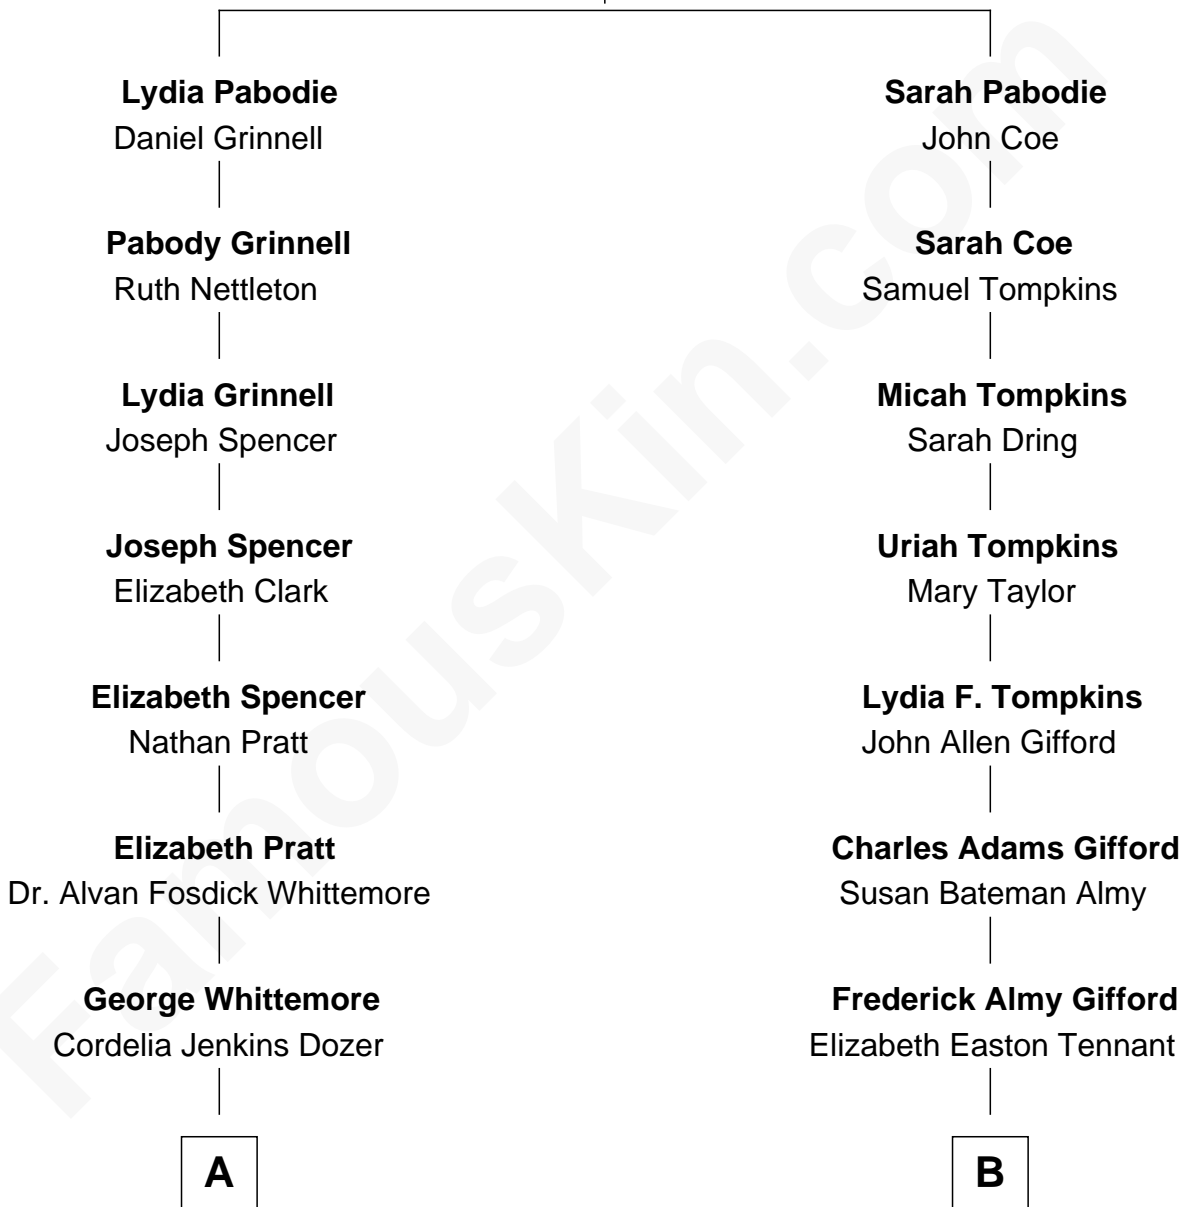 Lydia Pabodie
Daniel Grinnell
Pabody Grinnell
Ruth Nettleton
Lydia Grinnell
Joseph Spencer
Joseph Spencer
Elizabeth Clark
Elizabeth Spencer
Nathan Pratt
Elizabeth Pratt
Dr. Alvan Fosdick Whittemore
George Whittemore
Cordelia Jenkins Dozer
A
Sarah Pabodie
John Coe
Sarah Coe
Samuel Tompkins
Micah Tompkins
Sarah Dring
Uriah Tompkins
Mary Taylor
Lydia F. Tompkins
John Allen Gifford
Charles Adams Gifford
Susan Bateman Almy
Frederick Almy Gifford
Elizabeth Easton Tennant
B
FamousKin.com